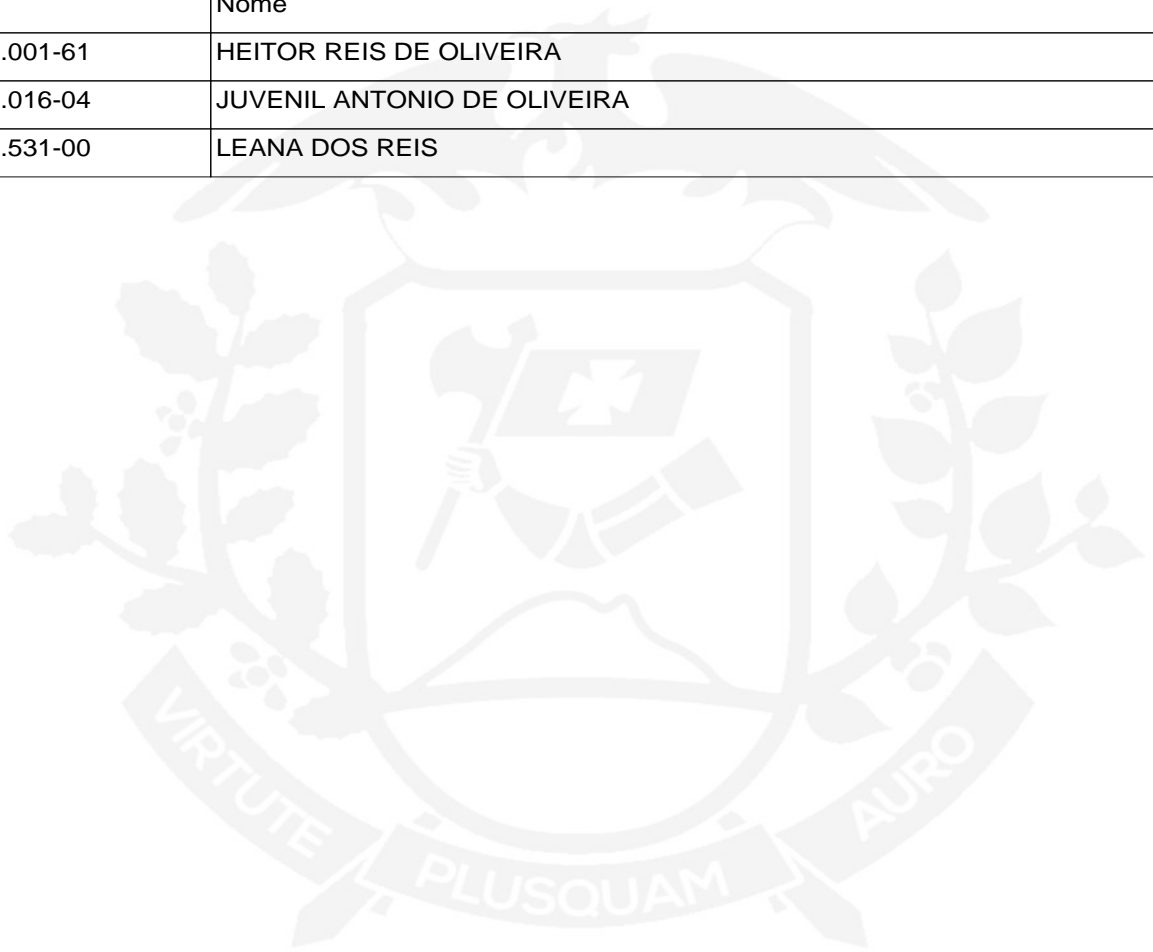 Nome
.001-61 HEITOR REIS DE OLIVEIRA
.016-04 JUVENIL ANTONIO DE OLIVEIRA
.531-00 LEANA DOS REIS
VIRTUTE PLUSQUAM AURO